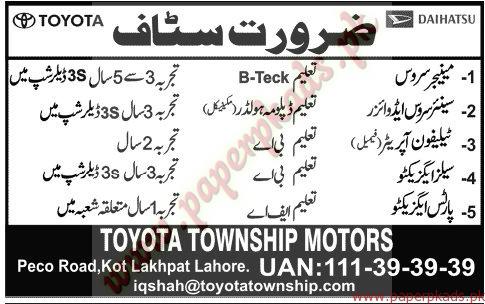 TOYOTA ضرورت سٹاف DAIHATSU
1- مینیجر سروس تعلیم B-Teck تجربہ 3 سے 5 سال 3S ڈیلرشپ میں
2- سینئر سروس ایڈوائزر تعلیم ڈپلومہ ہولڈر (مکینیکل) تجربہ 3 سال 3S ڈیلرشپ میں
3- ٹیلیفون آپریٹر (فیمیل) تعلیم بی اے تجربہ 2 سال
4- سیلز ایگزیکٹو تعلیم بی اے تجربہ 3 سال 3s ڈیلرشپ میں
5- پارٹس ایگزیکٹو تعلیم ایف اے تجربہ 1 سال متعلقہ شعبہ میں
TOYOTA TOWNSHIP MOTORS
Peco Road,Kot Lakhpat Lahore. UAN:111-39-39-39
iqshah@toyotatownship.com
www.paperpkads.pk
paperpkads.pk